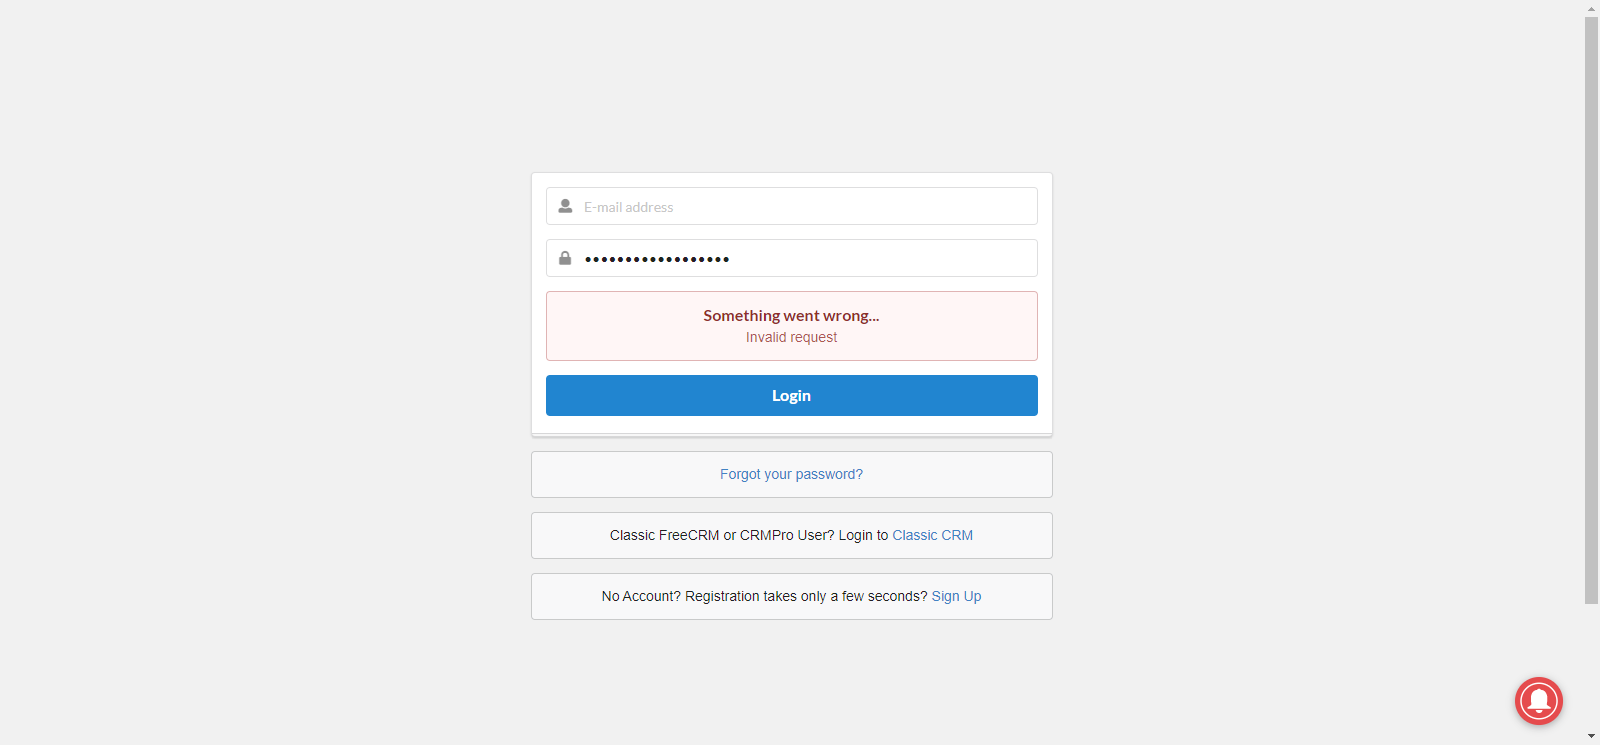 E-mail address
••••••••••••••••••
Something went wrong...
Invalid request
Login
Forgot your password?
Classic FreeCRM or CRMPro User? Login to Classic CRM
No Account? Registration takes only a few seconds? Sign Up